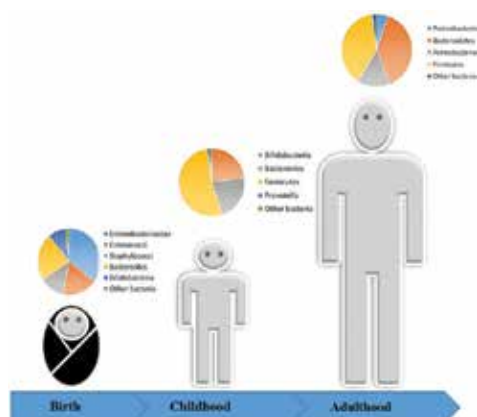 Proteobacteria
Bacteroidetes
Actinobacteria
Firmicutes
Other bacteria
Bifidobacteria
Bacteroidetes
Firmicutes
Prevotella
Other bacteria
Enterobacteriaceae
Enterococci
Staphylococci
Bacteroides
Bifidobacteria
Other bacteria
Birth
Childhood
Adulthood